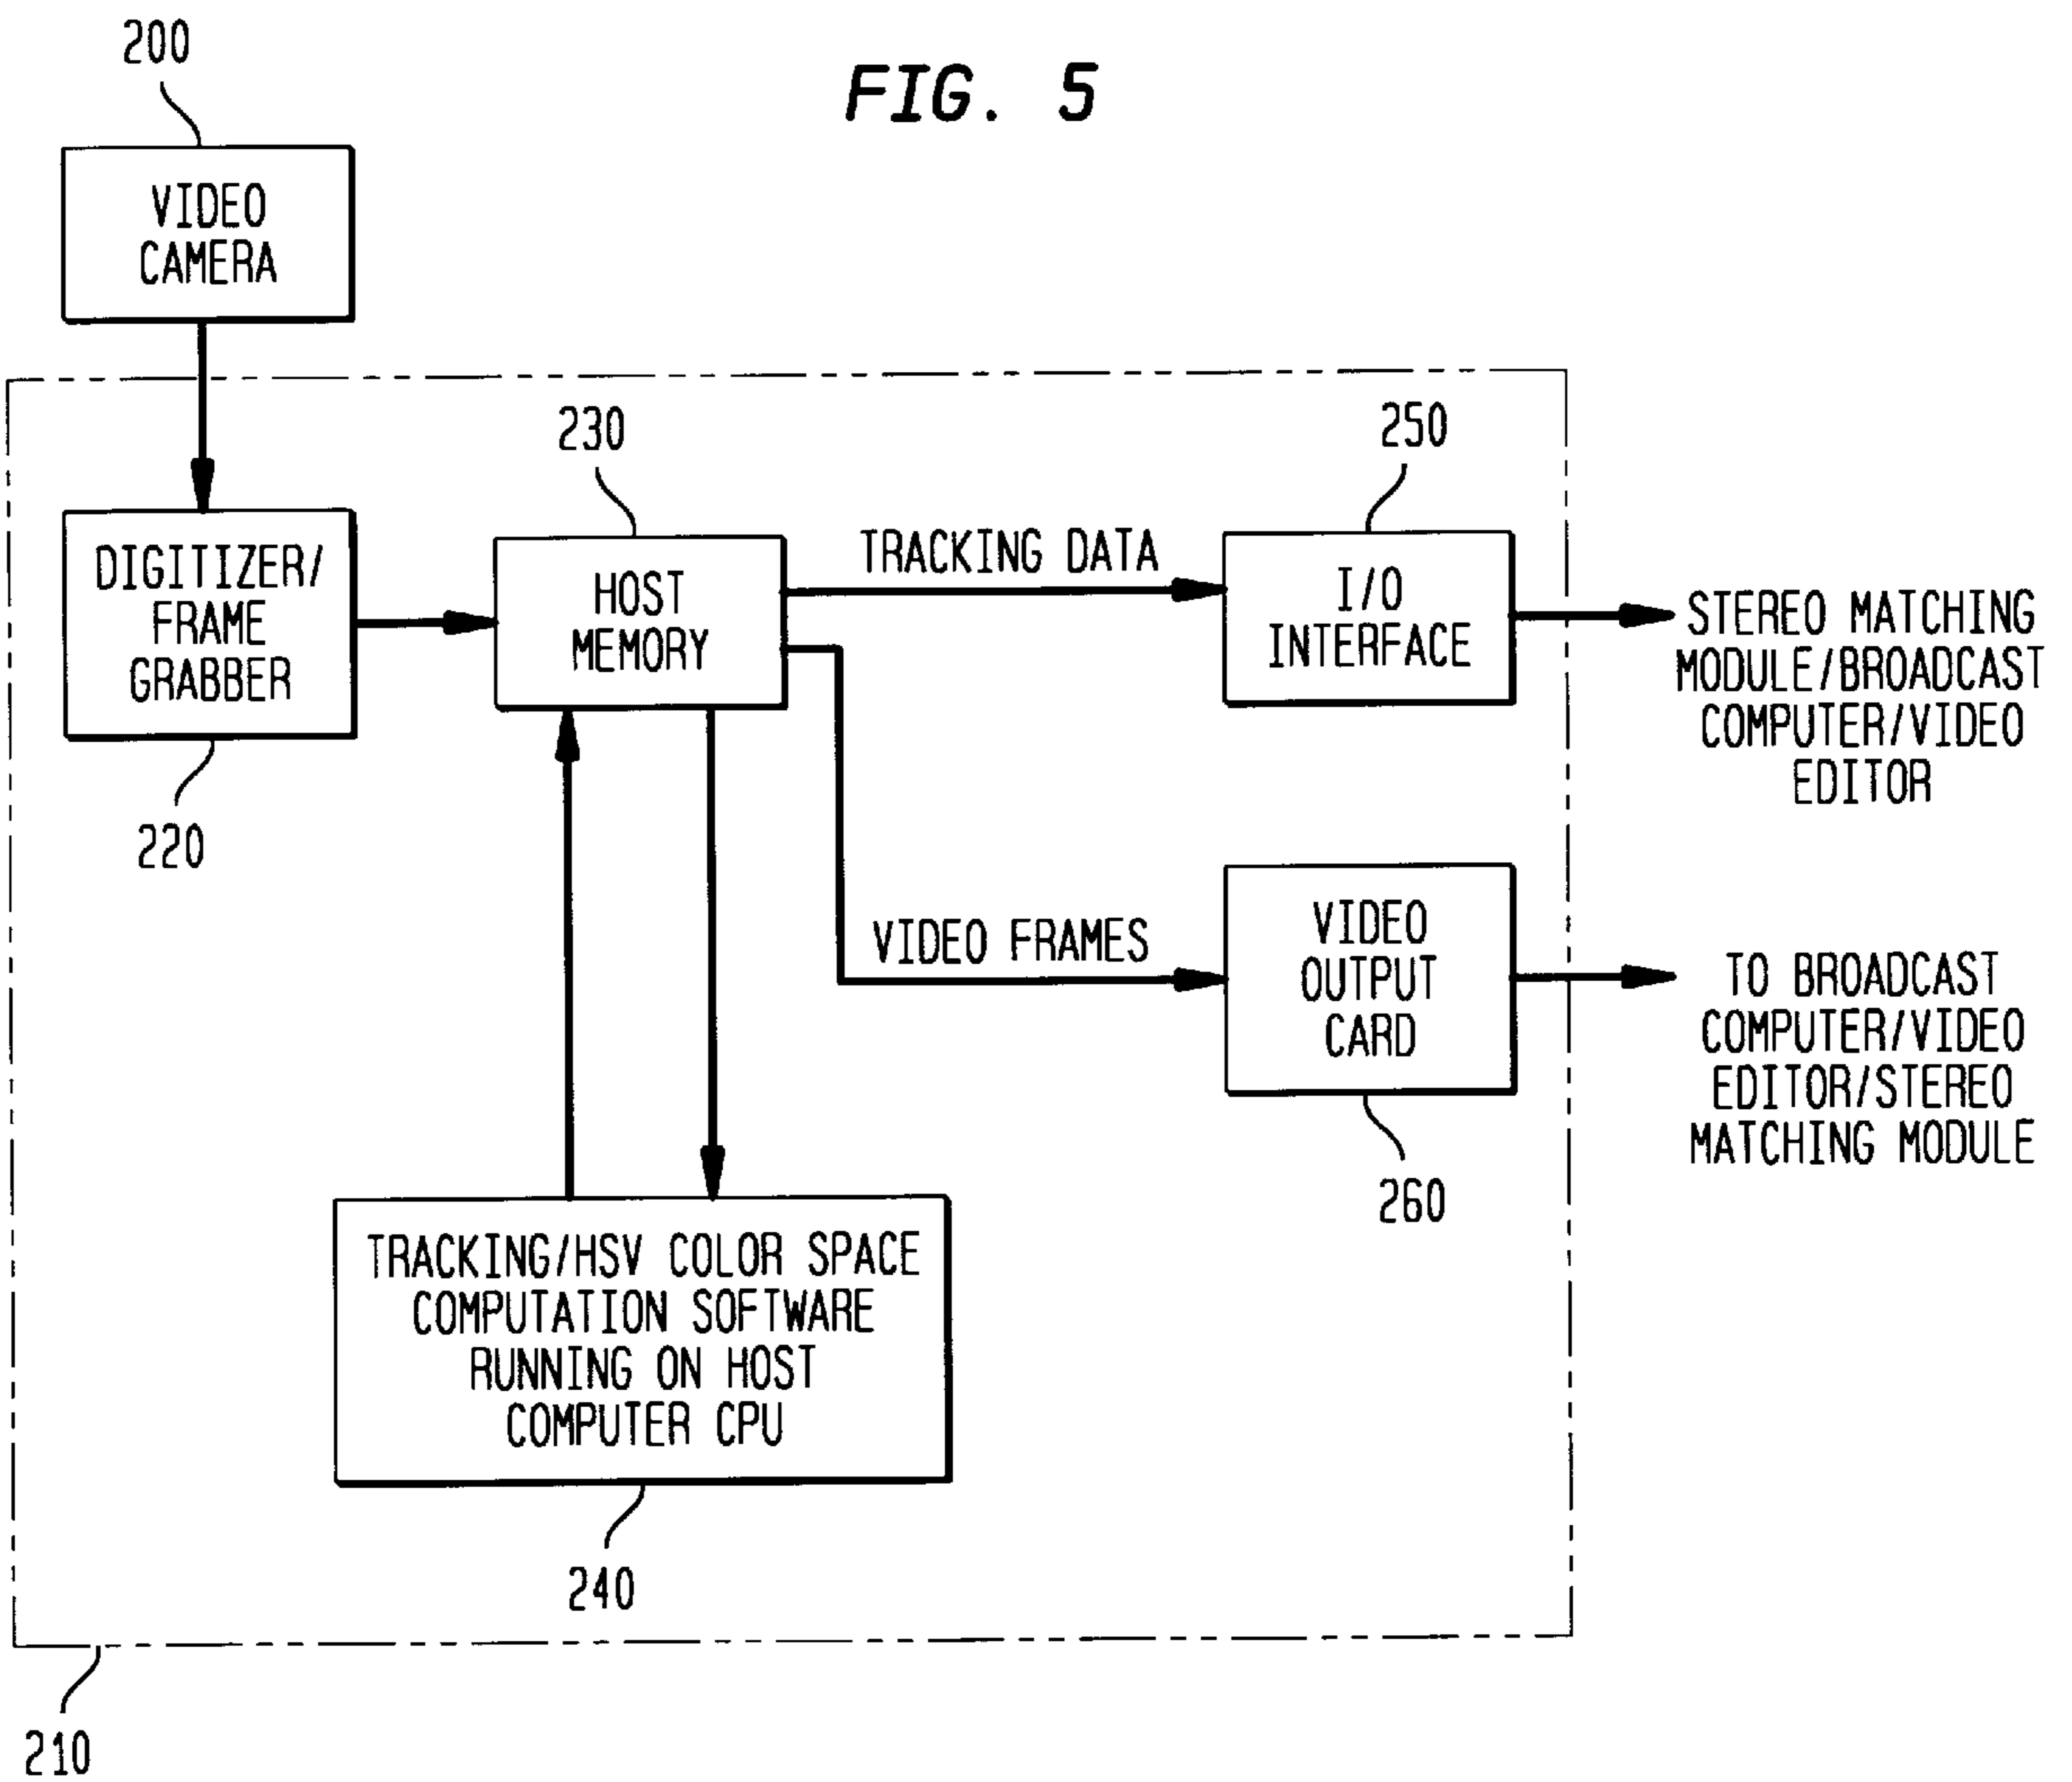 200
FIG. 5
VIDEO
CAMERA
230
250
DIGITIZER/
FRAME
GRABBER
220
HOST
MEMORY
TRACKING DATA
I/O
INTERFACE
STEREO MATCHING
MODULE/BROADCAST
COMPUTER/VIDEO
EDITOR
VIDEO FRAMES
VIDEO
OUTPUT
CARD
260
TO BROADCAST
COMPUTER/VIDEO
EDITOR/STEREO
MATCHING MODULE
TRACKING/HSV COLOR SPACE
COMPUTATION SOFTWARE
RUNNING ON HOST
COMPUTER CPU
240
210